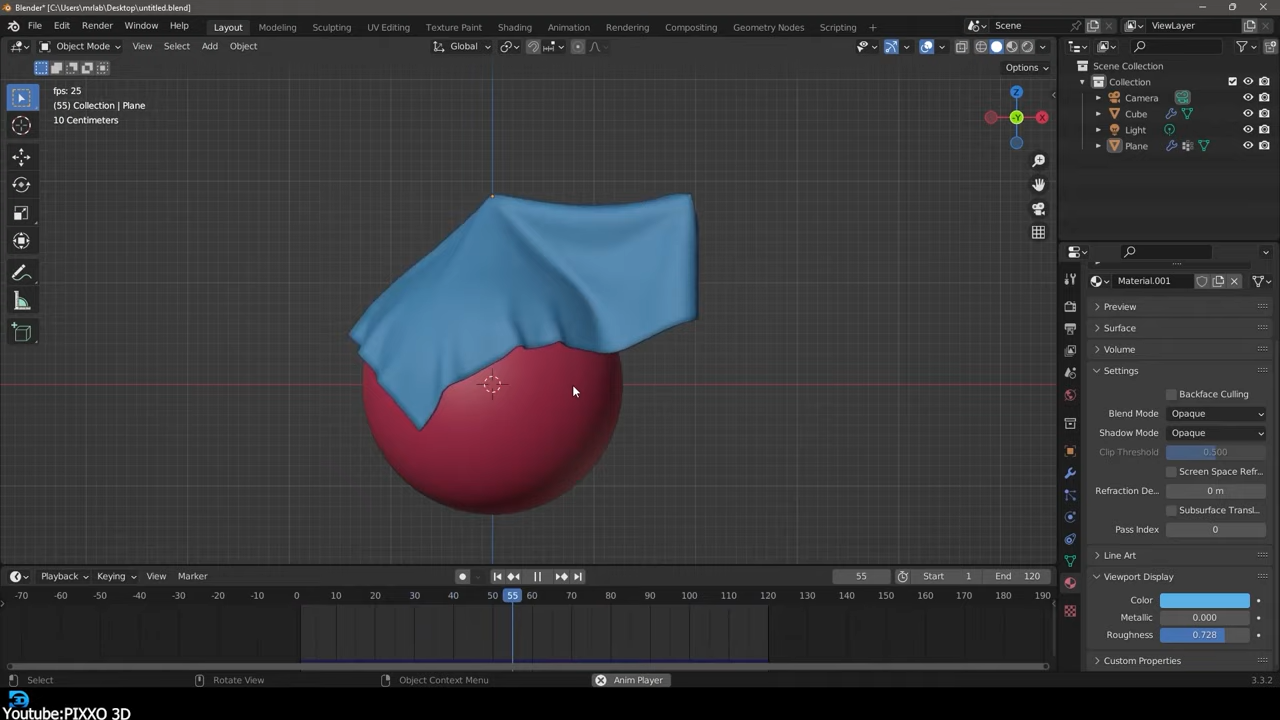 Blender* [C:\Users\mrlab\Desktop\untitled.blend]
File Edit Render Window Help Layout Modeling Sculpting UV Editing Texture Paint Shading Animation Rendering Compositing Geometry Nodes Scripting Scene ViewLayer
Object Mode View Select Add Object Global
Options
fps: 25
(55) Collection | Plane
10 Centimeters
Z
-Y
X
Scene Collection
Collection
Camera
Cube
Light
Plane
Material.001
Preview
Surface
Volume
Settings
Backface Culling
Blend Mode Opaque
Shadow Mode Opaque
Clip Threshold 0.500
Screen Space Refr...
Refraction De... 0 m
Subsurface Transl...
Pass Index 0
Line Art
Viewport Display
Color
Metallic 0.000
Roughness 0.728
Custom Properties
Playback Keying View Marker 55 Start 1 End 120
-70 -60 -50 -40 -30 -20 -10 0 10 20 30 40 50 55 60 70 80 90 100 110 120 130 140 150 160 170 180 190
Select Rotate View Object Context Menu Anim Player 3.3.2
3D
Youtube:PIXXO 3D